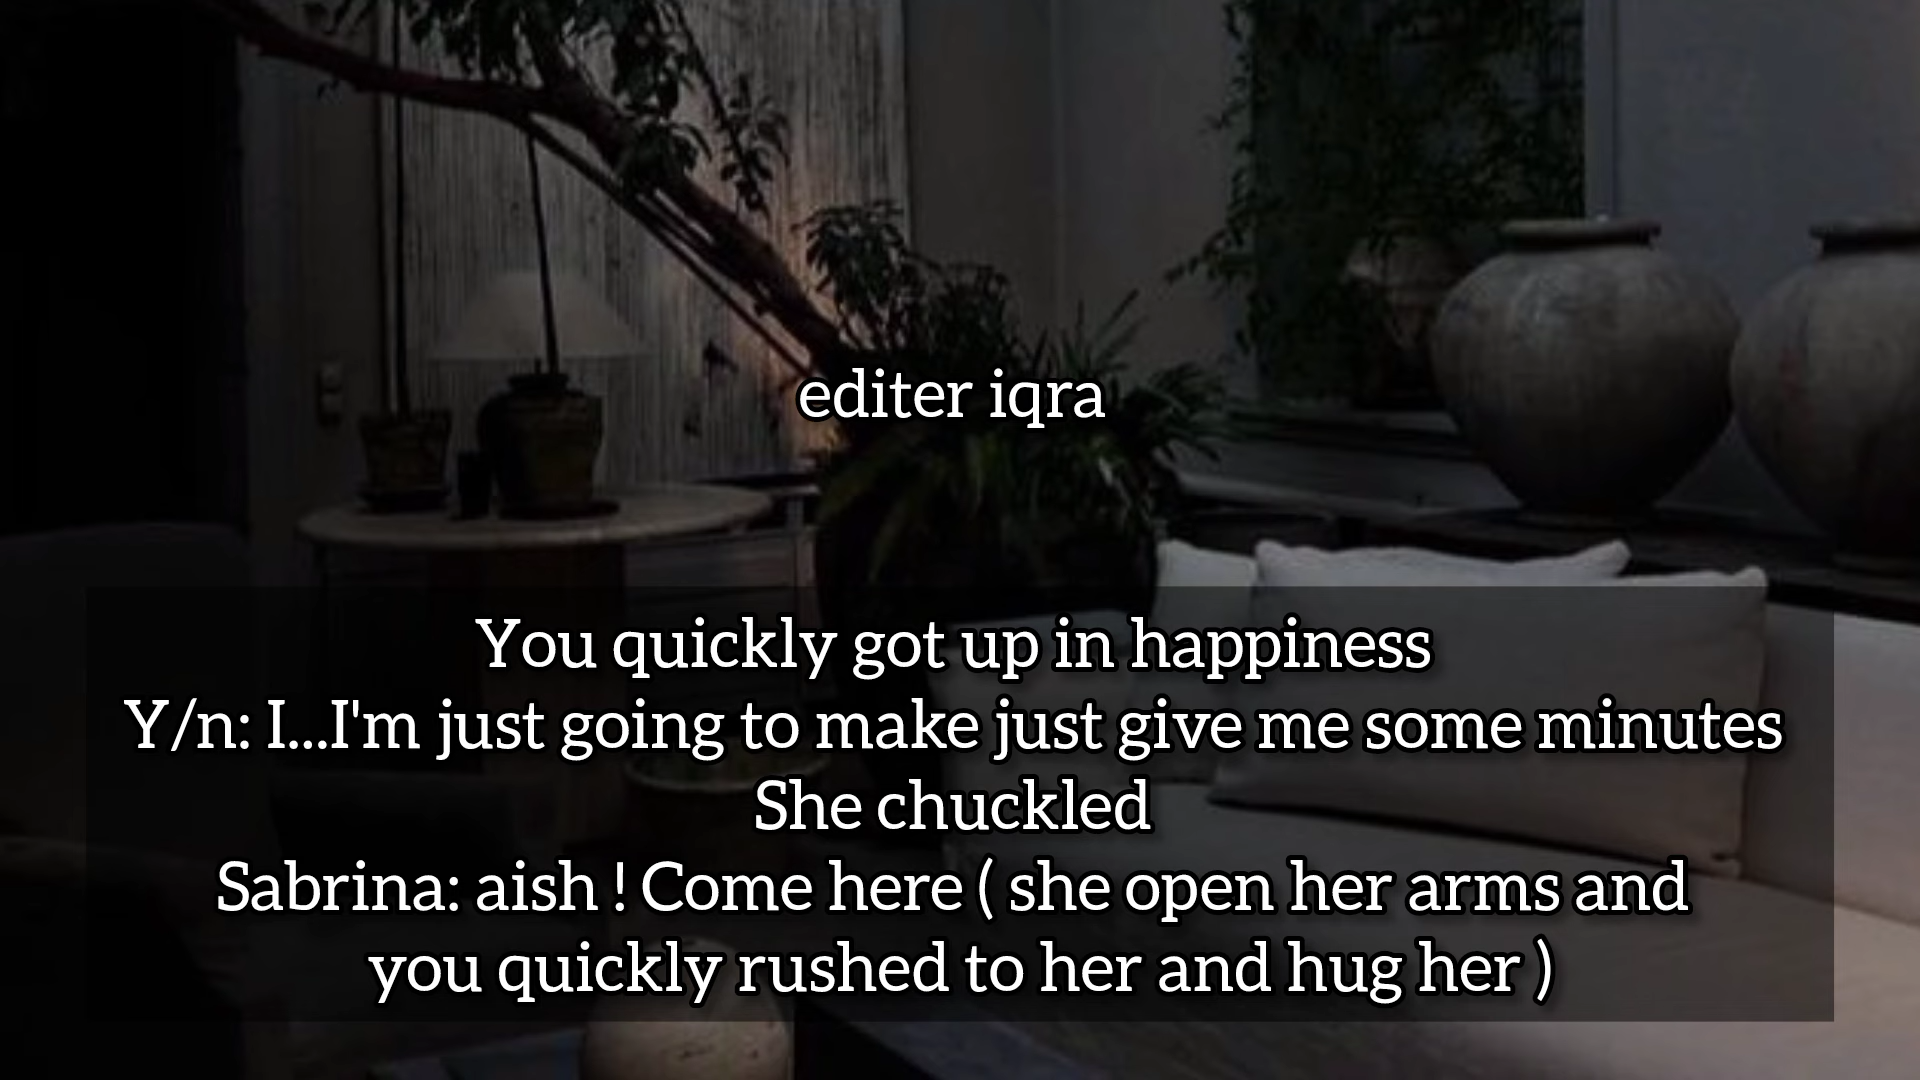 editer iqra
You quickly got up in happiness
Y/n: I...I'm just going to make just give me some minutes
She chuckled
Sabrina: aish ! Come here ( she open her arms and
you quickly rushed to her and hug her )